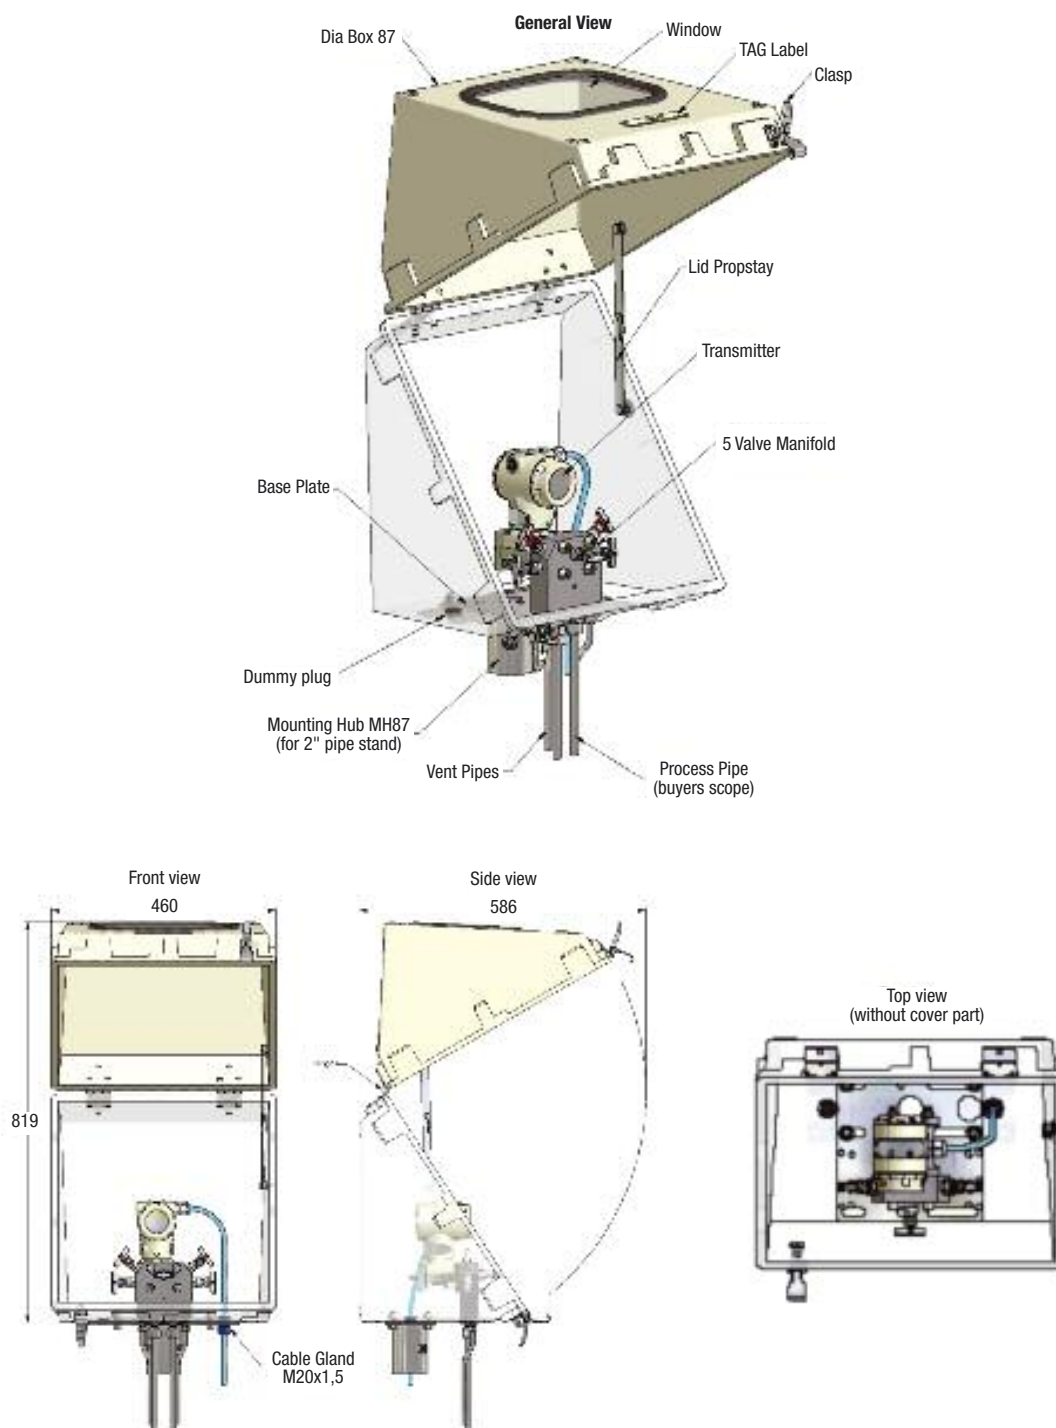 General View
Dia Box 87
Window
TAG Label
Clasp
Lid Propstay
Transmitter
5 Valve Manifold
Base Plate
Dummy plug
Mounting Hub MH87
(for 2" pipe stand)
Vent Pipes
Process Pipe
(buyers scope)
Front view
460
819
Cable Gland
M20x1,5
Side view
586
Top view
(without cover part)